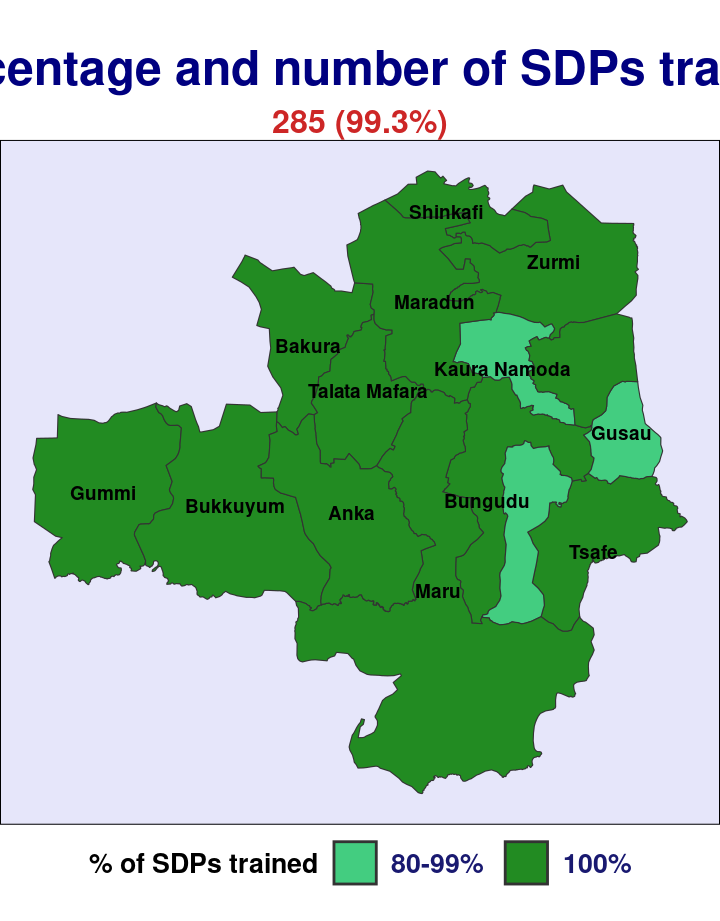 centage and number of SDPs tra
285 (99.3%)
Shinkafi
Zurmi
Maradun
Bakura
Kaura Namoda
Talata Mafara
Gusau
Gummi
Bukkuyum
Anka
Bungudu
Tsafe
Maru
% of SDPs trained 80-99% 100%